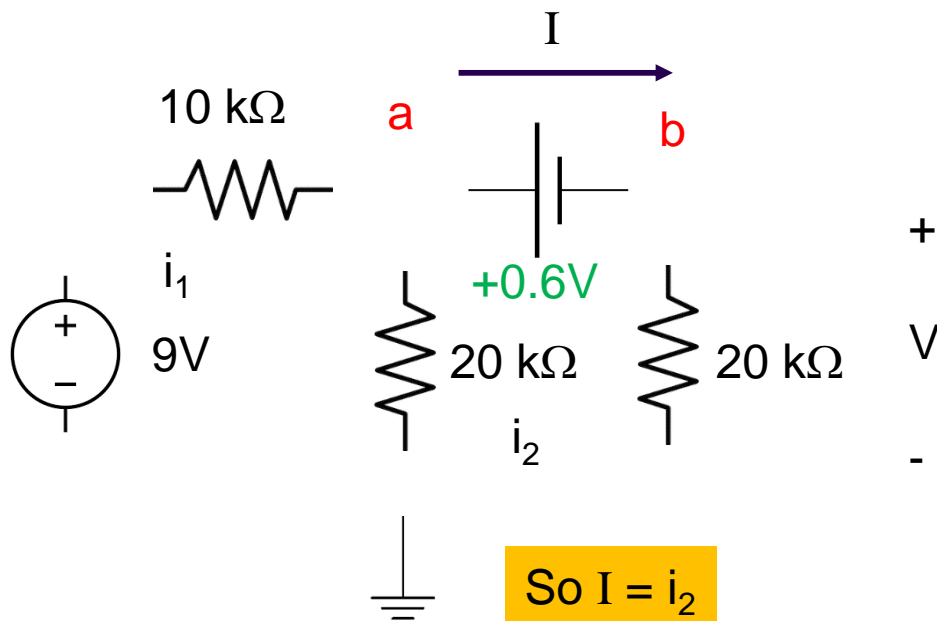 I
10 kΩ
a
b
+
i₁
+0.6V
+
9V
20 kΩ
20 kΩ
V
−
i₂
-
So I = i₂